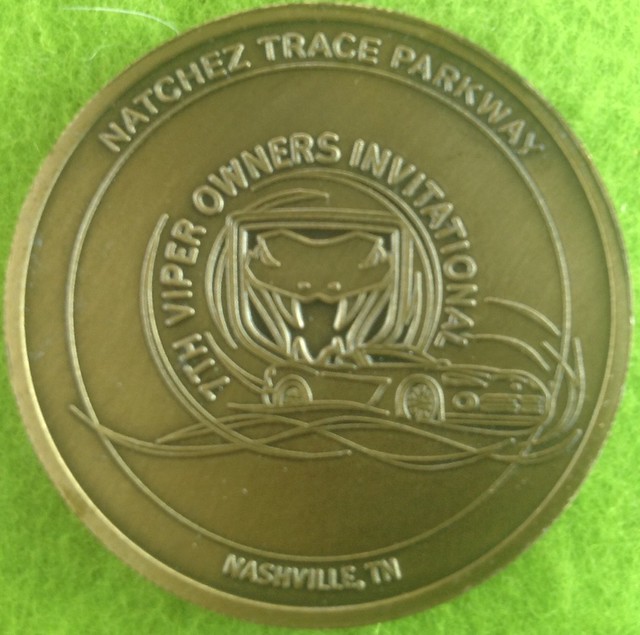 NATCHEZ TRACE PARKWAY
7TH VIPER OWNERS INVITATIONAL
NASHVILLE, TN